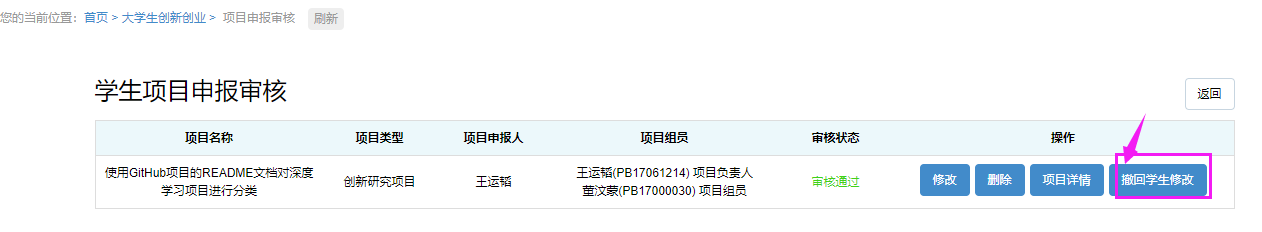 您的当前位置：首页 > 大学生创新创业 > 项目申报审核 刷新
学生项目申报审核
返回
项目名称 项目类型 项目申报人 项目组员 审核状态 操作
使用GitHub项目的README文档对深度
学习项目进行分类
创新研究项目
王运韬
王运韬(PB17061214) 项目负责人
董汶蒙(PB17000030) 项目组员
审核通过
修改 删除 项目详情 撤回学生修改